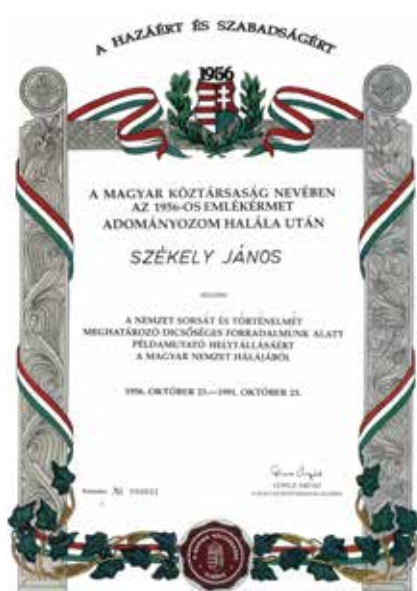 A HAZÁÉRT ÉS SZABADSÁGÉRT
1956
A MAGYAR KÖZTÁRSASÁG NEVÉBEN
AZ 1956-OS EMLÉKÉRMET
ADOMÁNYOZOM HALÁLA UTÁN
SZÉKELY JÁNOS
A NEMZET SORSÁT ÉS TÖRTÉNELMÉT
MEGHATÁROZÓ DICSŐSÉGES FORRADALMUNK ALATT
PÉLDAMUTATÓ HELYTÁLLÁSÁÉRT
A MAGYAR NEMZET HÁLÁJÁBÓL
1956. OKTÓBER 23.—1991. OKTÓBER 23.
GÖNCZ ÁRPÁD
№